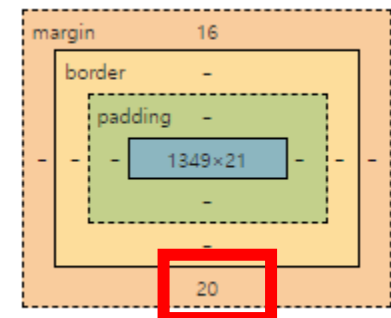 margin 16
border -
padding -
- - - 1349×21 - - -
-
-
20